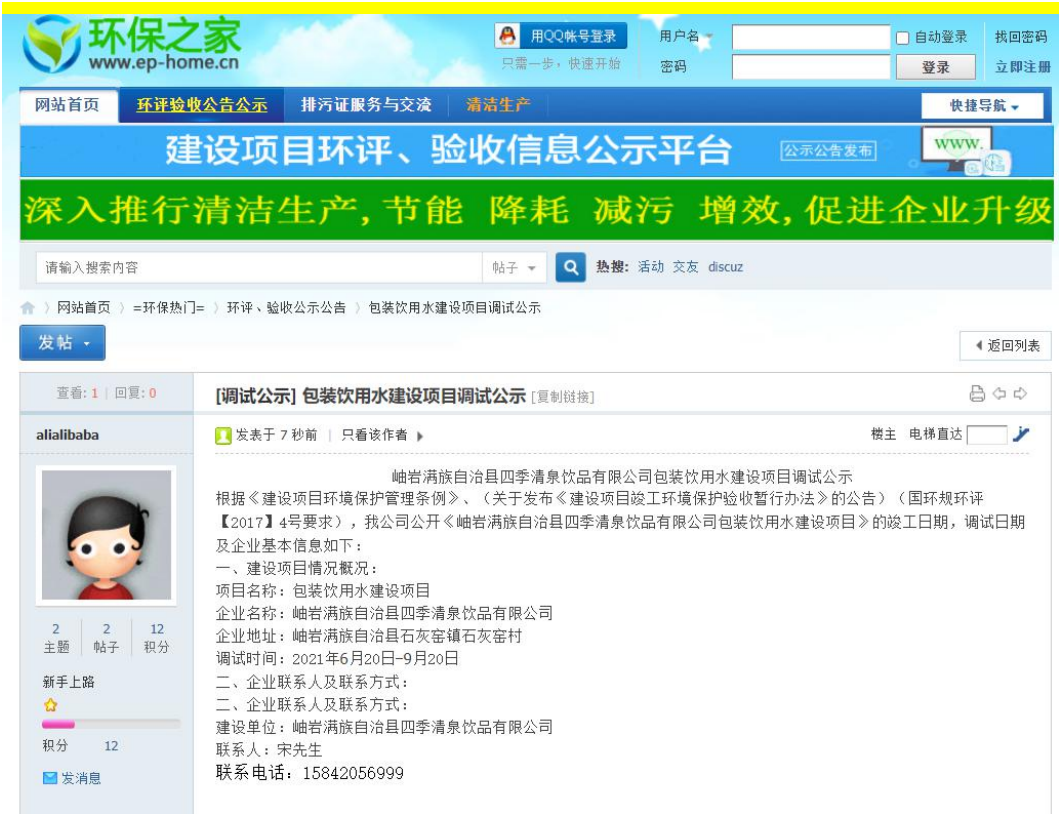 环保之家
www.ep-home.cn
用QQ帐号登录
只需一步，快速开始
用户名
自动登录
找回密码
密码
登录
立即注册
网站首页
环评验收公告公示
排污证服务与交流
清洁生产
快捷导航
建设项目环评、验收信息公示平台
公示公告发布
www.
深入推行清洁生产,节能 降耗 减污 增效,促进企业升级
请输入搜索内容
帖子
热搜: 活动 交友 discuz
网站首页 〉 =环保热门= 〉 环评、验收公示公告 〉 包装饮用水建设项目调试公示
发帖
返回列表
查看: 1 | 回复: 0
[调试公示] 包装饮用水建设项目调试公示 [复制链接]
alialibaba
发表于 7 秒前 | 只看该作者
楼主 电梯直达
岫岩满族自治县四季清泉饮品有限公司包装饮用水建设项目调试公示
根据《建设项目环境保护管理条例》、（关于发布《建设项目竣工环境保护验收暂行办法》的公告）（国环规环评
【2017】4号要求），我公司公开《岫岩满族自治县四季清泉饮品有限公司包装饮用水建设项目》的竣工日期，调试日期
及企业基本信息如下：
一、建设项目情况概况：
项目名称：包装饮用水建设项目
企业名称：岫岩满族自治县四季清泉饮品有限公司
企业地址：岫岩满族自治县石灰窑镇石灰窑村
调试时间：2021年6月20日-9月20日
二、企业联系人及联系方式：
二、企业联系人及联系方式：
建设单位：岫岩满族自治县四季清泉饮品有限公司
联系人：宋先生
联系电话：15842056999
2 2 12
主题 帖子 积分
新手上路
积分 12
发消息